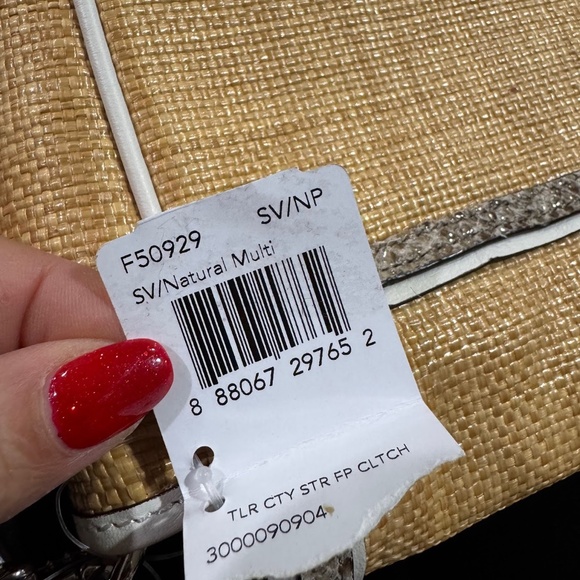 F50929 SV/NP
SV/Natural Multi
8 88067 29765 2
TLR CTY STR FP CLTCH
3000090904